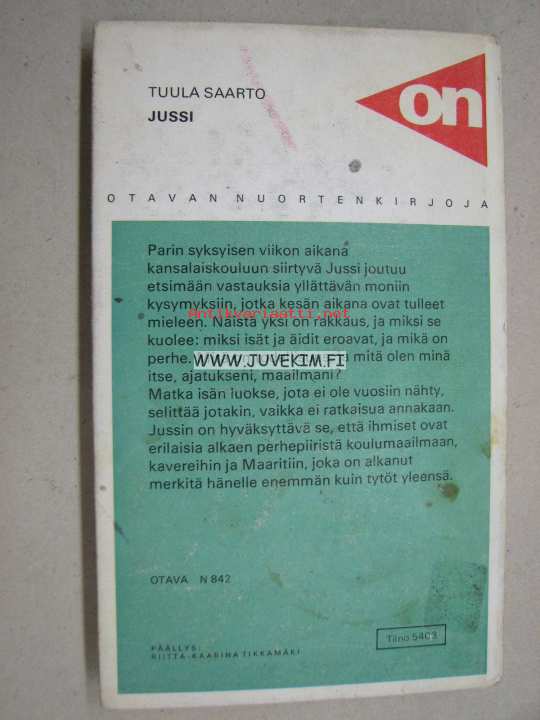 TUULA SAARTO
JUSSI
on
OTAVAN NUORTENKIRJOJA
Parin syksyisen viikon aikana
kansalaiskouluun siirtyvä Jussi joutuu
etsimään vastauksia yllättävän moniin
kysymyksiin, jotka kesän aikana ovat tulleet
Antikvariaatti.net
mieleen. Näistä yksi on rakkaus, ja miksi se
kuolee: miksi isät ja äidit eroavat, ja mikä on
perhe. mitä olen minä
WWW.JUVEKIM.FI
itse, ajatukseni, maailmani?
Matka isän luokse, jota ei ole vuosiin nähty,
selittää jotakin, vaikka ei ratkaisua annakaan.
Jussin on hyväksyttävä se, että ihmiset ovat
erilaisia alkaen perhepiiristä koulumaailmaan,
kavereihin ja Maaritiin, joka on alkanut
merkitä hänelle enemmän kuin tytöt yleensä.
OTAVA N 842
PÄÄLLYS:
RIITTA-KAARINA TIKKAMÄKI
Tilno 5403